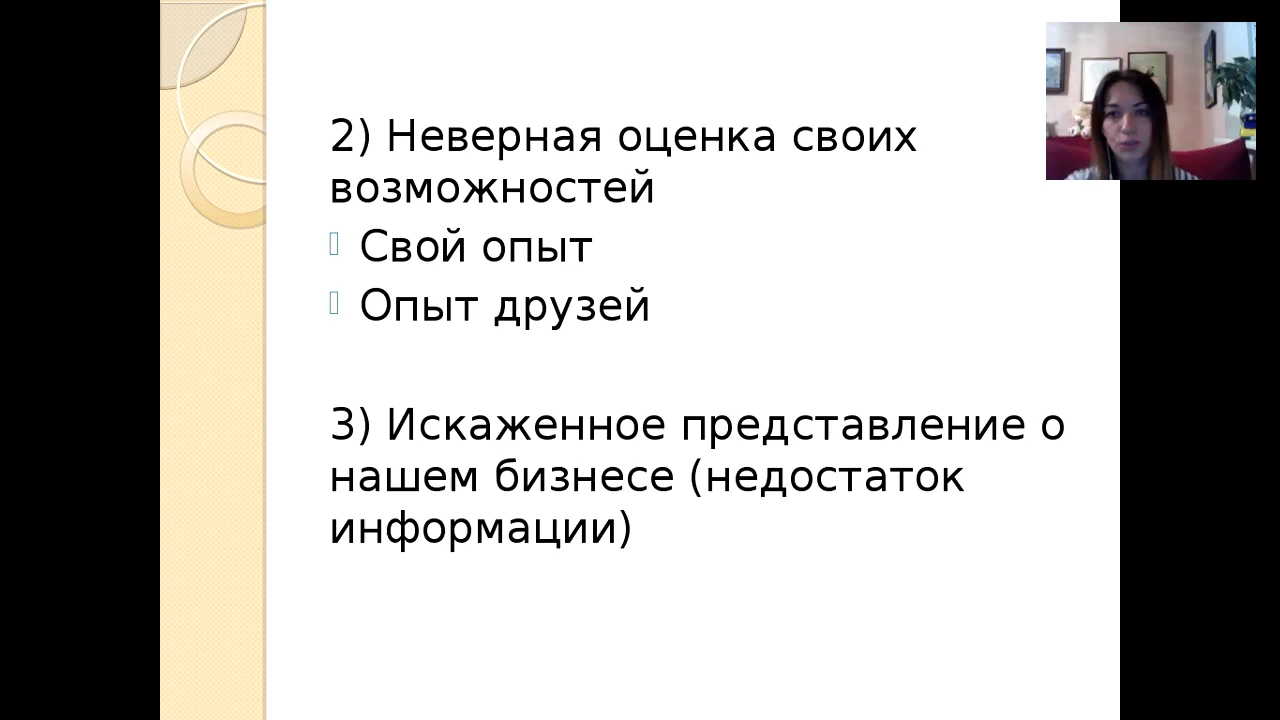 2) Неверная оценка своих
возможностей
Свой опыт
Опыт друзей
3) Искаженное представление о
нашем бизнесе (недостаток
информации)